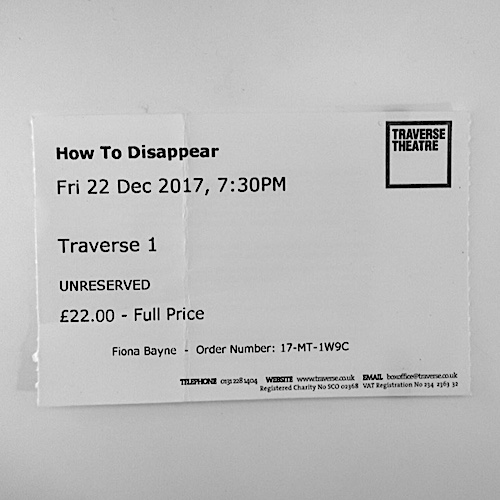 TRAVERSE
THEATRE
How To Disappear
Fri 22 Dec 2017, 7:30PM
Traverse 1
UNRESERVED
£22.00 - Full Price
Fiona Bayne - Order Number: 17-MT-1W9C
TELEPHONE 0131 228 1404 WEBSITE www.traverse.co.uk EMAIL boxoffice@traverse.co.uk
Registered Charity No SCO 02368 VAT Registration No 234 2363 32